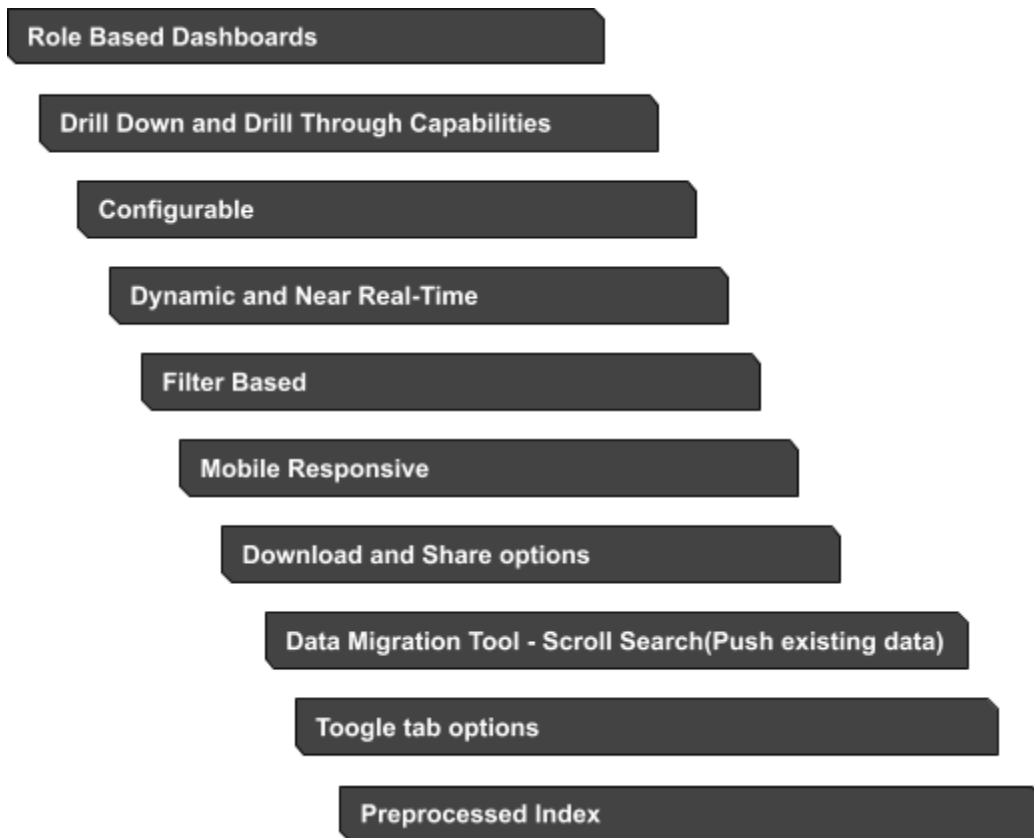 Role Based Dashboards
Drill Down and Drill Through Capabilities
Configurable
Dynamic and Near Real-Time
Filter Based
Mobile Responsive
Download and Share options
Data Migration Tool - Scroll Search(Push existing data)
Toogle tab options
Preprocessed Index